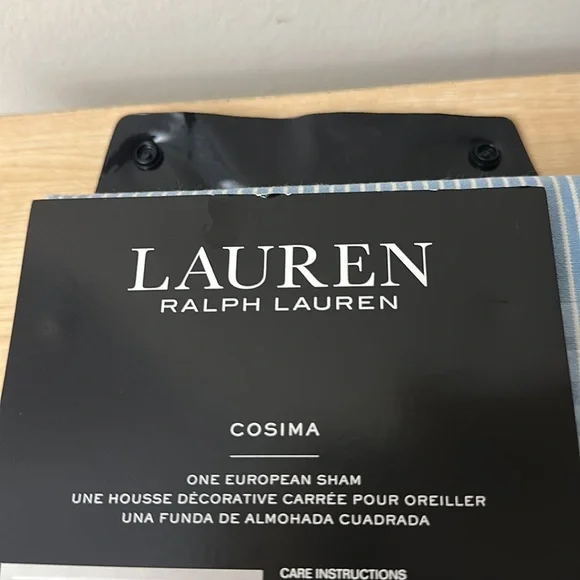 LAUREN
RALPH LAUREN
COSIMA
ONE EUROPEAN SHAM
UNE HOUSSE DÉCORATIVE CARRÉE POUR OREILLER
UNA FUNDA DE ALMOHADA CUADRADA
CARE INSTRUCTIONS